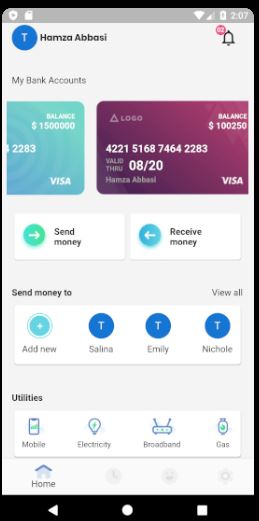 2:07
T Hamza Abbasi
02
My Bank Accounts
BALANCE
$ 1500000
4 2283
VISA
LOGO
BALANCE
$ 100250
4221 5168 7464 2283
VALID
THRU 08/20
Hamza Abbasi
VISA
Send
money
Receive
money
Send money to
View all
T T T
Add new Salina Emily Nichole
Utilities
Mobile Electricity Broadband Gas
Home